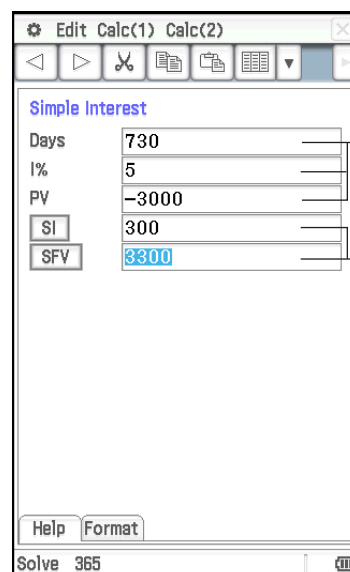 Edit Calc(1) Calc(2)
Simple Interest
Days 730
I% 5
PV −3000
SI 300
SFV 3300
Help Format
Solve 365